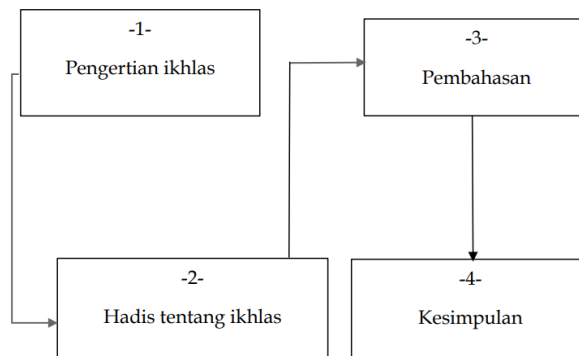 -1-
Pengertian ikhlas
-2-
Hadis tentang ikhlas
-3-
Pembahasan
-4-
Kesimpulan